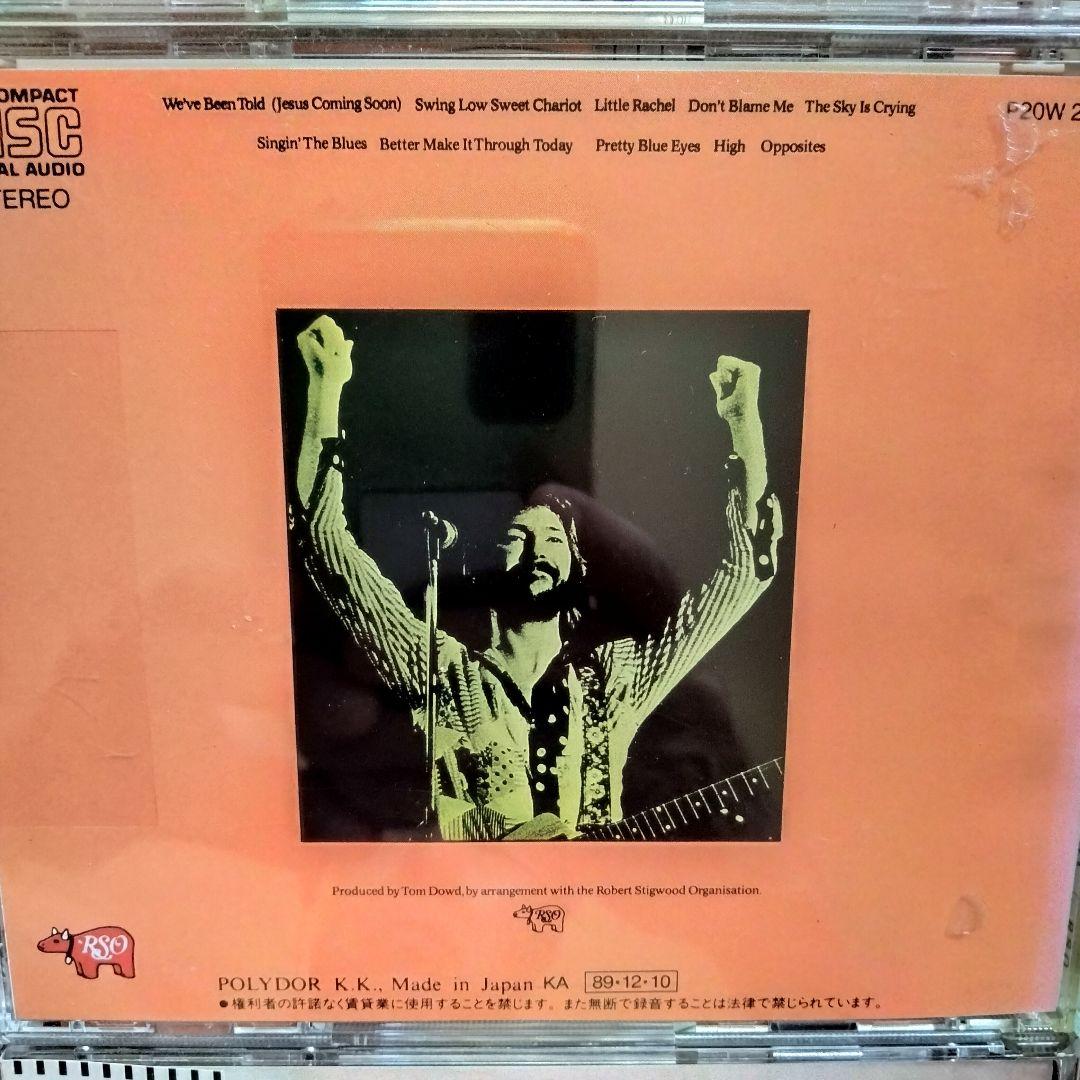 COMPACT
DISC
DIGITAL AUDIO
STEREO
We've Been Told (Jesus Coming Soon) Swing Low Sweet Chariot Little Rachel Don't Blame Me The Sky Is Crying
P20W 2
Singin' The Blues Better Make It Through Today Pretty Blue Eyes High Opposites
Produced by Tom Dowd, by arrangement with the Robert Stigwood Organisation.
RSO
RSO
POLYDOR K.K., Made in Japan KA 89・12・10
●権利者の許諾なく賃貸業に使用することを禁じます。また無断で録音することは法律で禁じられています。